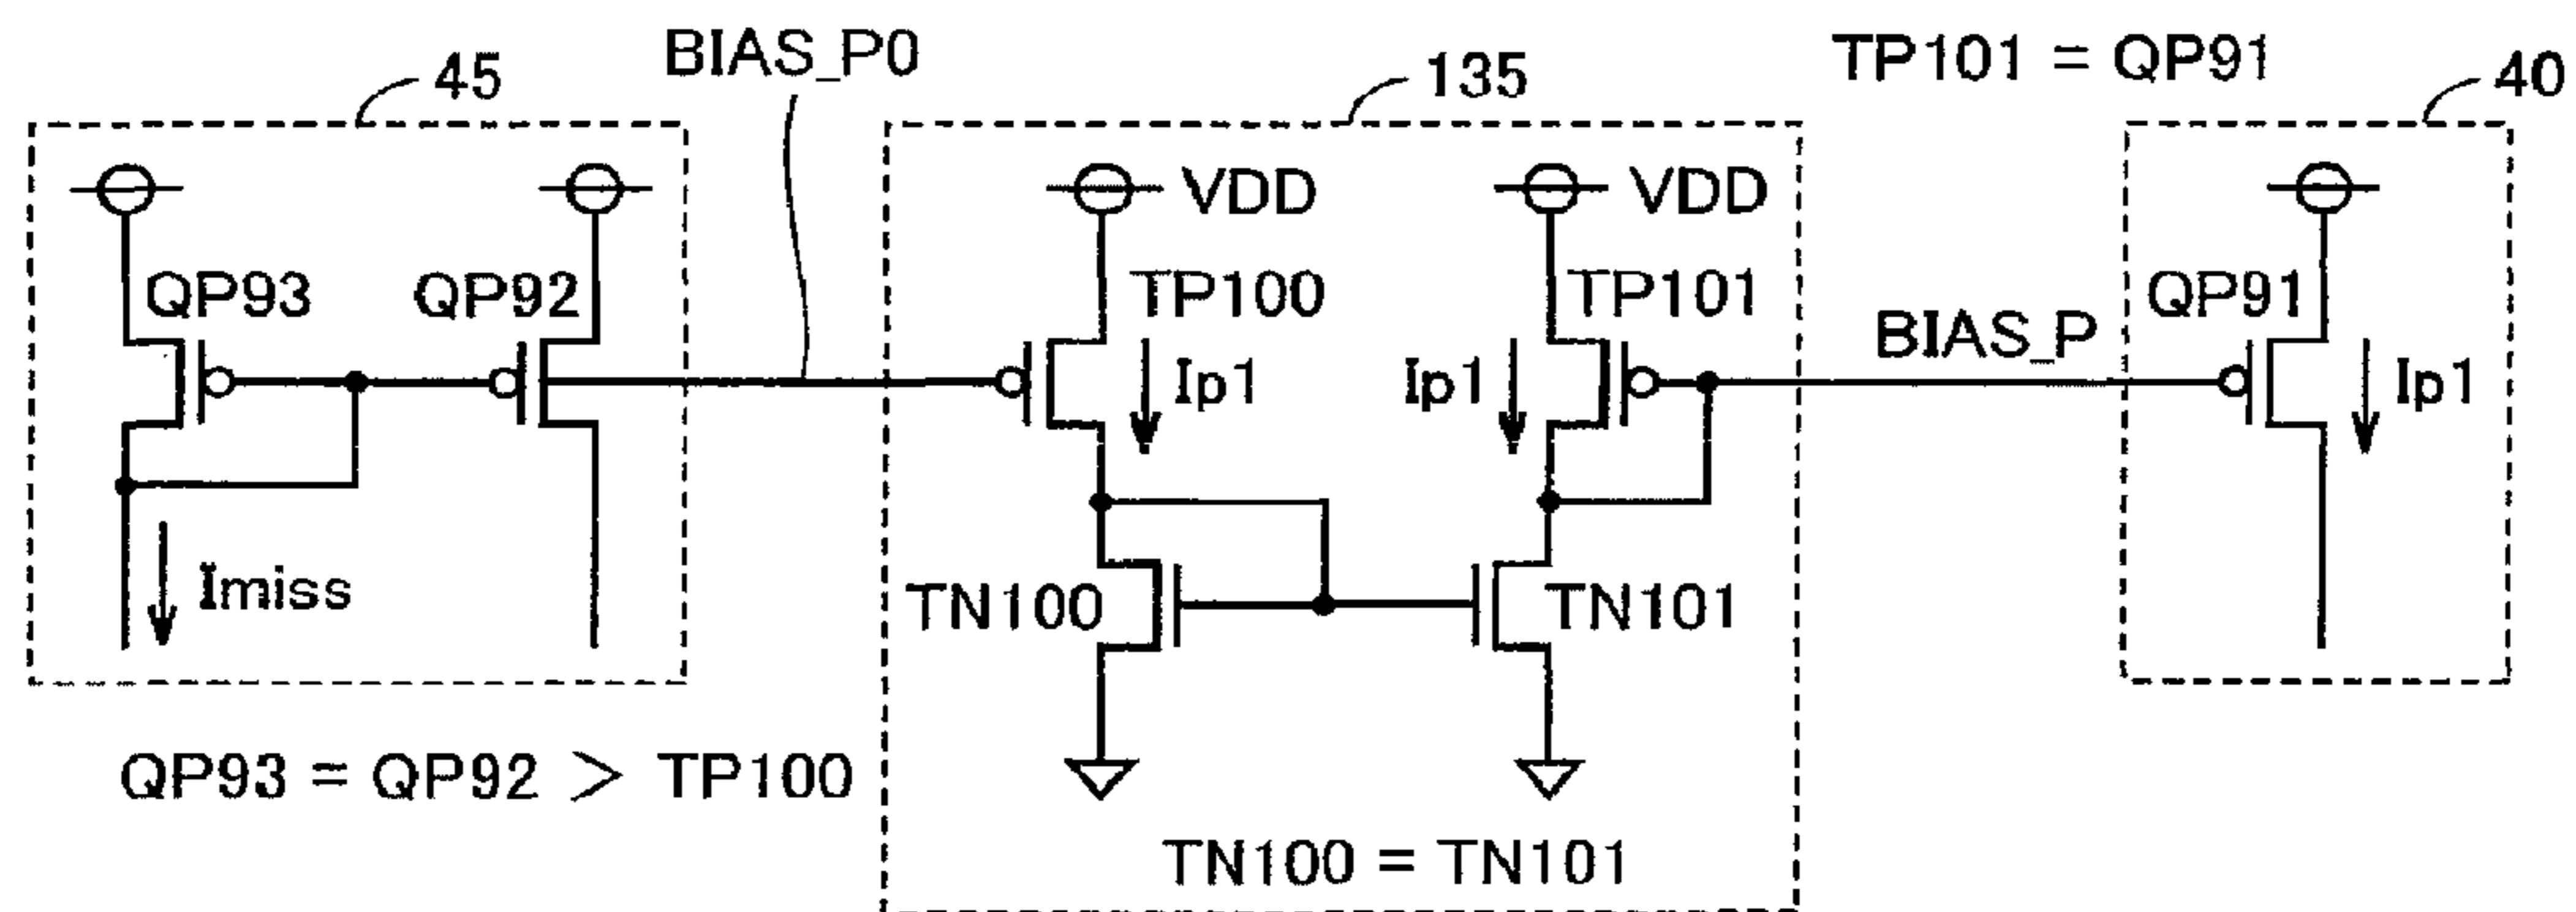 45
BIAS_P0
135
TP101 = QP91
40
VDD
VDD
QP93
QP92
TP100
TP101
BIAS_P
QP91
Ip1
Ip1
Ip1
Imiss
TN100
TN101
QP93 = QP92 > TP100
TN100 = TN101